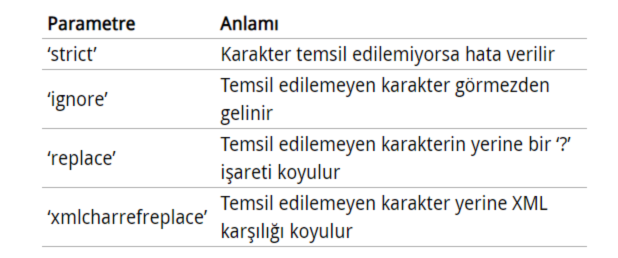 Parametre Anlamı
‘strict’ Karakter temsil edilemiyorsa hata verilir
‘ignore’ Temsil edilemeyen karakter görmezden
gelinir
‘replace’ Temsil edilemeyen karakterin yerine bir ‘?’
işareti koyulur
‘xmlcharrefreplace’ Temsil edilemeyen karakter yerine XML
karşılığı koyulur